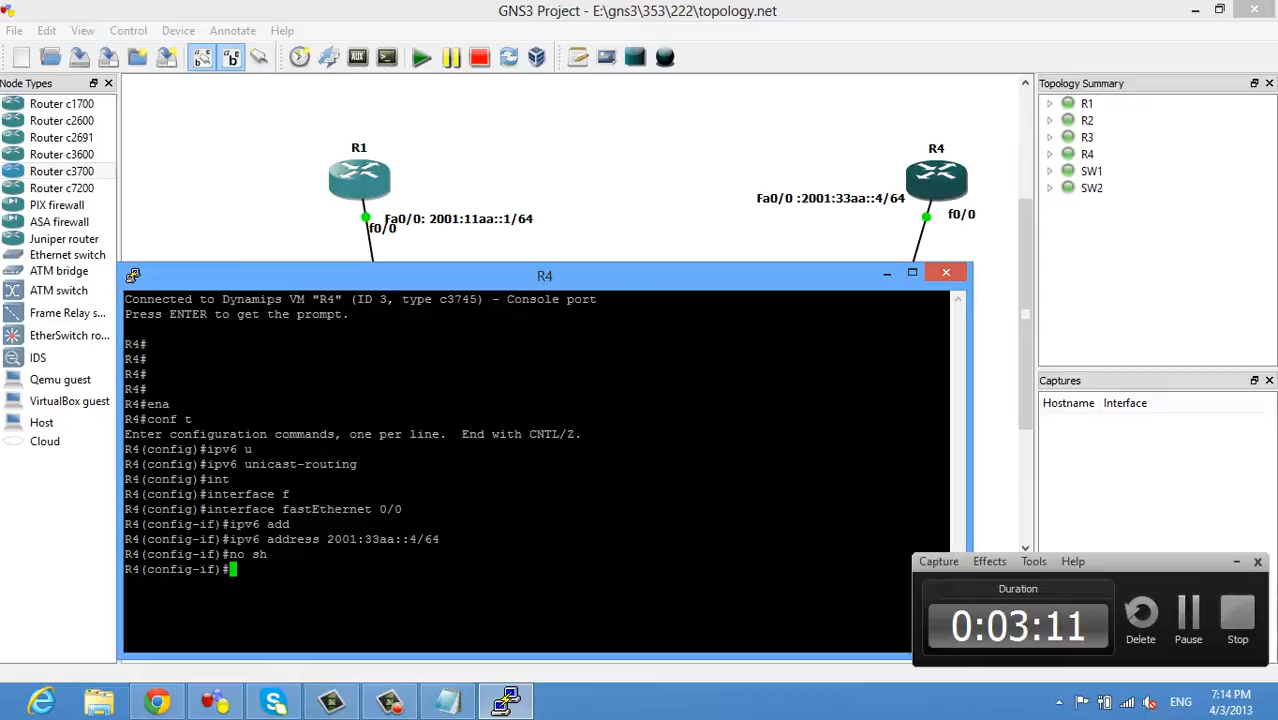 GNS3 Project - E:\gns3\353\222\topology.net
File Edit View Control Device Annotate Help
Node Types
Router c1700
Router c2600
Router c2691
Router c3600
Router c3700
Router c7200
PIX firewall
ASA firewall
Juniper router
Ethernet switch
ATM bridge
ATM switch
Frame Relay s...
EtherSwitch ro...
IDS
Qemu guest
VirtualBox guest
Host
Cloud
R1
Fa0/0: 2001:11aa::1/64
f0/0
R4
Fa0/0 :2001:33aa::4/64
f0/0
Topology Summary
R1
R2
R3
R4
SW1
SW2
Captures
Hostname Interface
R4
Connected to Dynamips VM "R4" (ID 3, type c3745) - Console port
Press ENTER to get the prompt.
R4#
R4#
R4#
R4#
R4#ena
R4#conf t
Enter configuration commands, one per line. End with CNTL/Z.
R4(config)#ipv6 u
R4(config)#ipv6 unicast-routing
R4(config)#int
R4(config)#interface f
R4(config)#interface fastEthernet 0/0
R4(config-if)#ipv6 add
R4(config-if)#ipv6 address 2001:33aa::4/64
R4(config-if)#no sh
R4(config-if)#
Capture Effects Tools Help
Duration
0:03:11
Delete
Pause
Stop
ENG
7:14 PM
4/3/2013
AUX